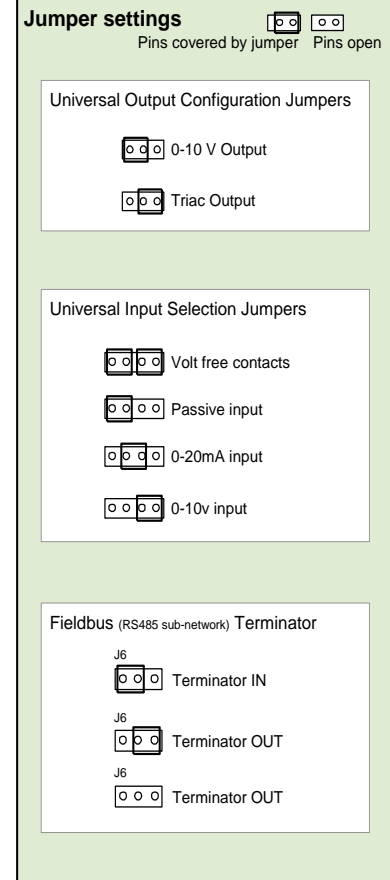 Jumper settings
Pins covered by jumper Pins open
Universal Output Configuration Jumpers
0-10 V Output
Triac Output
Universal Input Selection Jumpers
Volt free contacts
Passive input
0-20mA input
0-10v input
Fieldbus (RS485 sub-network) Terminator
J6
Terminator IN
J6
Terminator OUT
J6
Terminator OUT